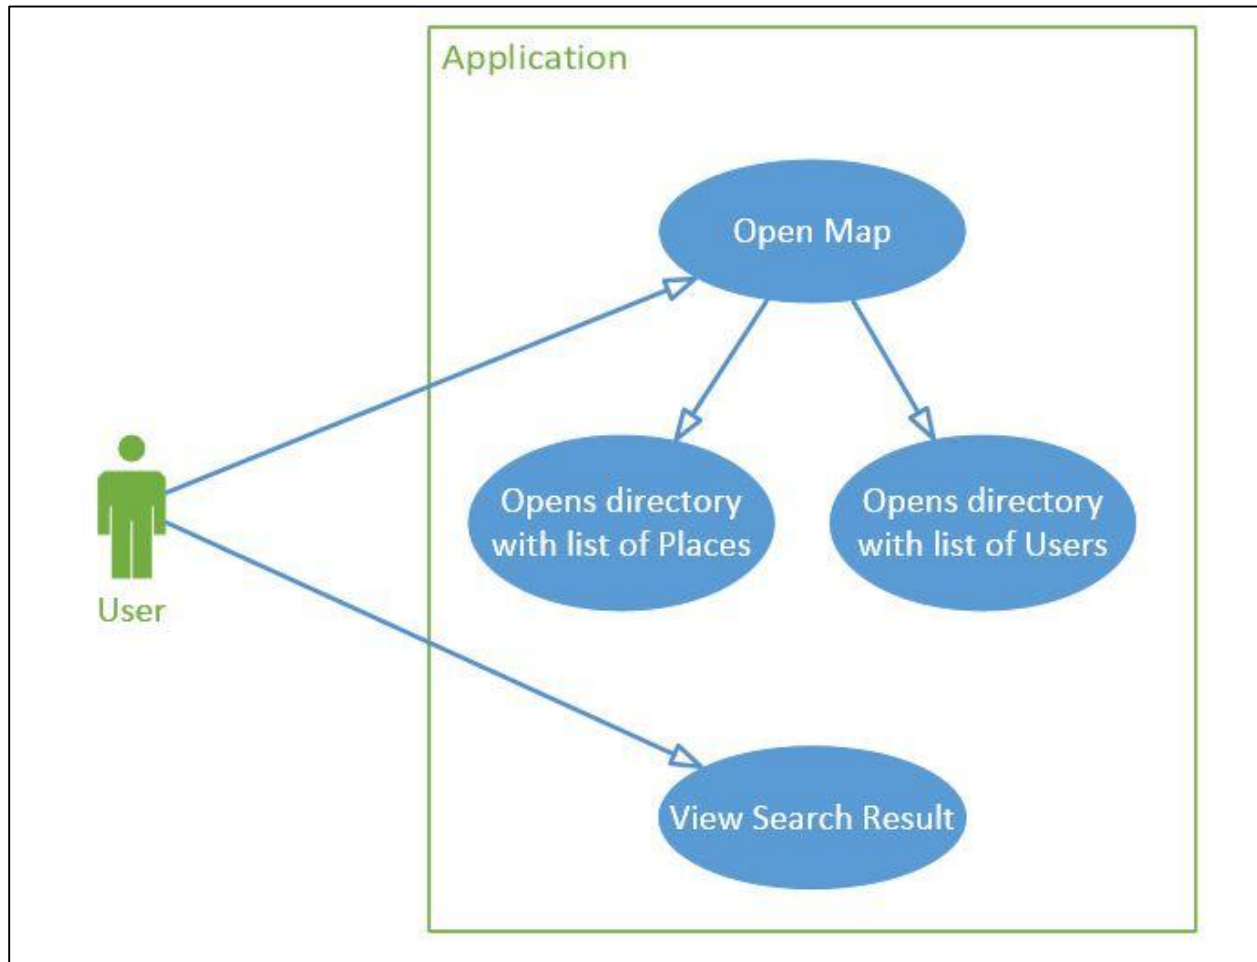 Application
Open Map
Opens directory
with list of Places
Opens directory
with list of Users
User
View Search Result